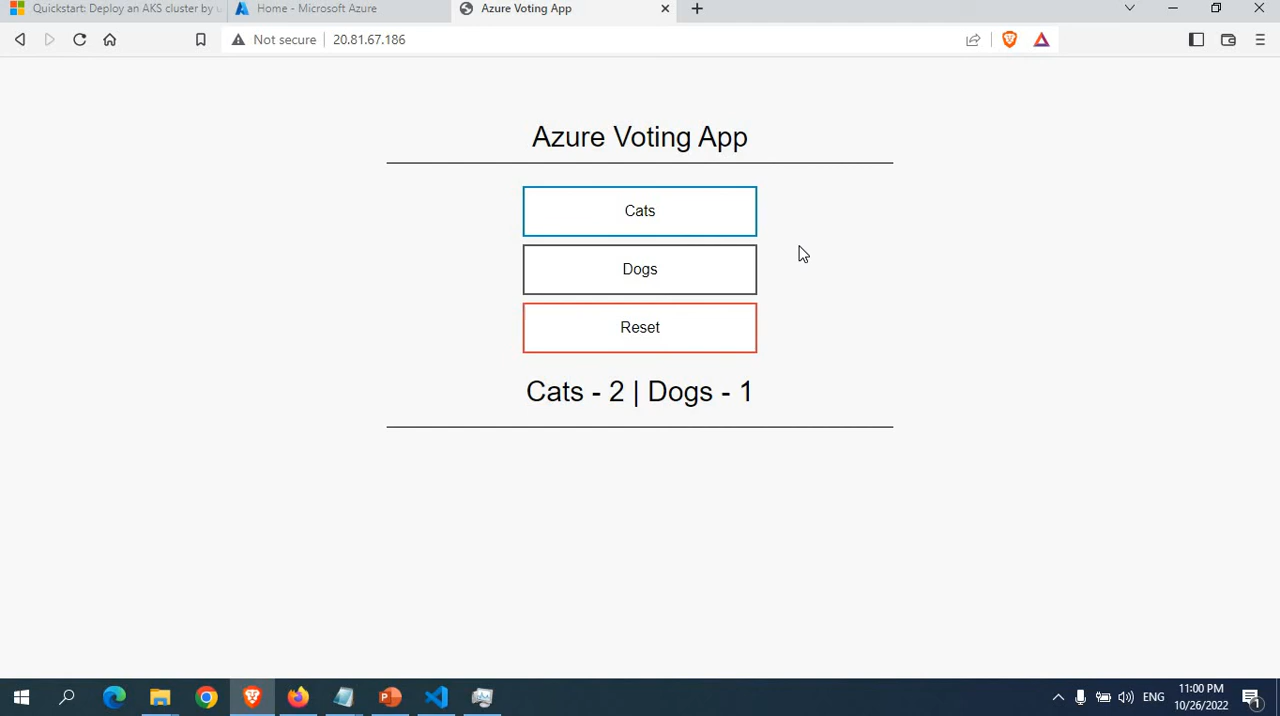 Quickstart: Deploy an AKS cluster by u
Home - Microsoft Azure
Azure Voting App
Not secure
20.81.67.186
Azure Voting App
Cats
Dogs
Reset
Cats - 2 | Dogs - 1
ENG
11:00 PM
10/26/2022
1